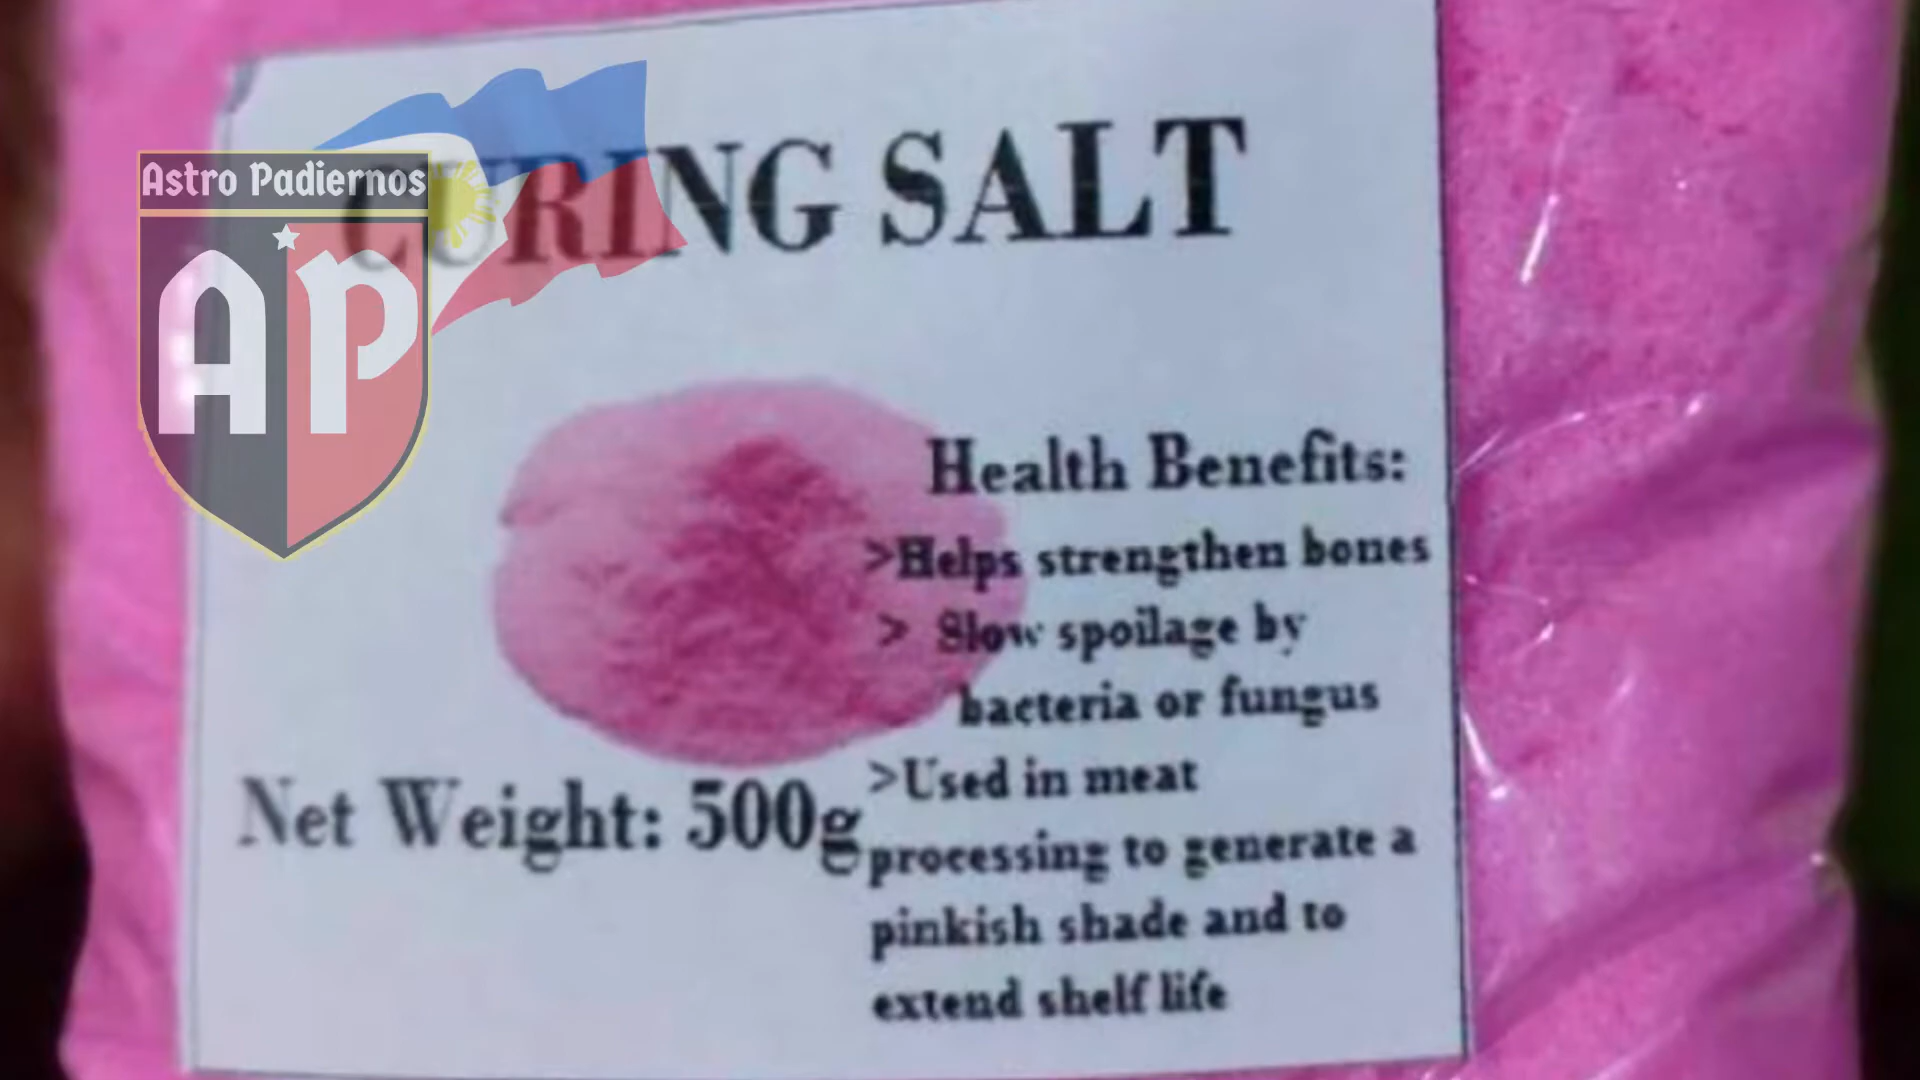 Astro Padiernos
AP
CURING SALT
Health Benefits:
>Helps strengthen bones
> Slow spoilage by
bacteria or fungus
>Used in meat
processing to generate a
pinkish shade and to
extend shelf life
Net Weight: 500g